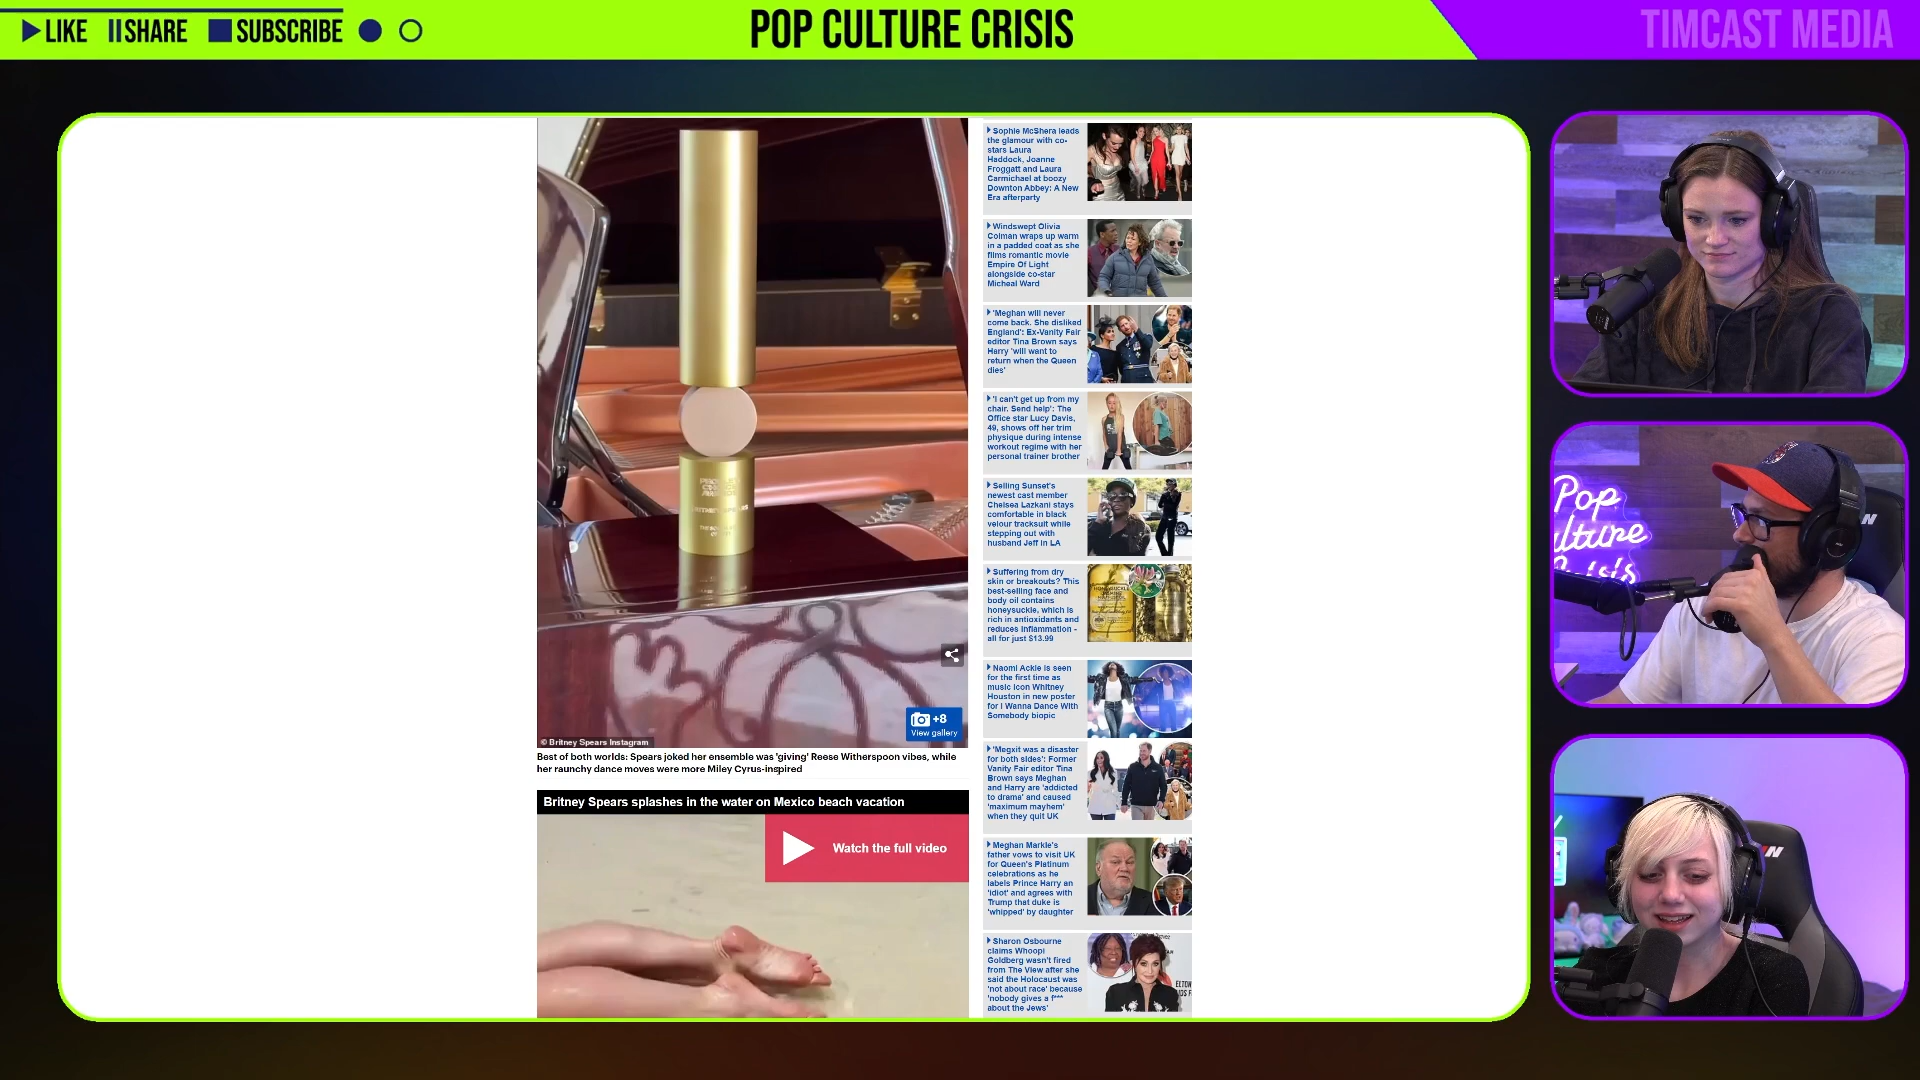 LIKE SHARE SUBSCRIBE
POP CULTURE CRISIS
TIMCAST MEDIA
© Britney Spears Instagram
+8
View gallery
Best of both worlds: Spears joked her ensemble was 'giving' Reese Witherspoon vibes, while
her raunchy dance moves were more Miley Cyrus-inspired
Britney Spears splashes in the water on Mexico beach vacation
Watch the full video
Sophie McShera leads
the glamour with co-
stars Laura
Haddock, Joanne
Froggatt and Laura
Carmichael at boozy
Downton Abbey: A New
Era afterparty
Windswept Olivia
Colman wraps up warm
in a padded coat as she
films romantic movie
Empire Of Light
alongside co-star
Micheal Ward
'Meghan will never
come back. She disliked
England': Ex-Vanity Fair
editor Tina Brown says
Harry 'will want to
return when the Queen
dies'
'I can't get up from my
chair. Send help': The
Office star Lucy Davis,
49, shows off her trim
physique during intense
workout regime with her
personal trainer brother
Selling Sunset's
newest cast member
Chelsea Lazkani stays
comfortable in black
velour tracksuit while
stepping out with
husband Jeff in LA
Suffering from dry
skin or breakouts? This
best-selling face and
body oil contains
honeysuckle, which is
rich in antioxidants and
reduces inflammation -
all for just $13.99
Naomi Ackie is seen
for the first time as
music icon Whitney
Houston in new poster
for I Wanna Dance With
Somebody biopic
'Megxit was a disaster
for both sides': Former
Vanity Fair editor Tina
Brown says Meghan
and Harry are 'addicted
to drama' and caused
'maximum mayhem'
when they quit UK
Meghan Markle's
father vows to visit UK
for Queen's Platinum
celebrations as he
labels Prince Harry an
'idiot' and agrees with
Trump that duke is
'whipped' by daughter
Sharon Osbourne
claims Whoopi
Goldberg wasn't fired
from The View after she
said the Holocaust was
'not about race' because
'nobody gives a f***
about the Jews'
Pop